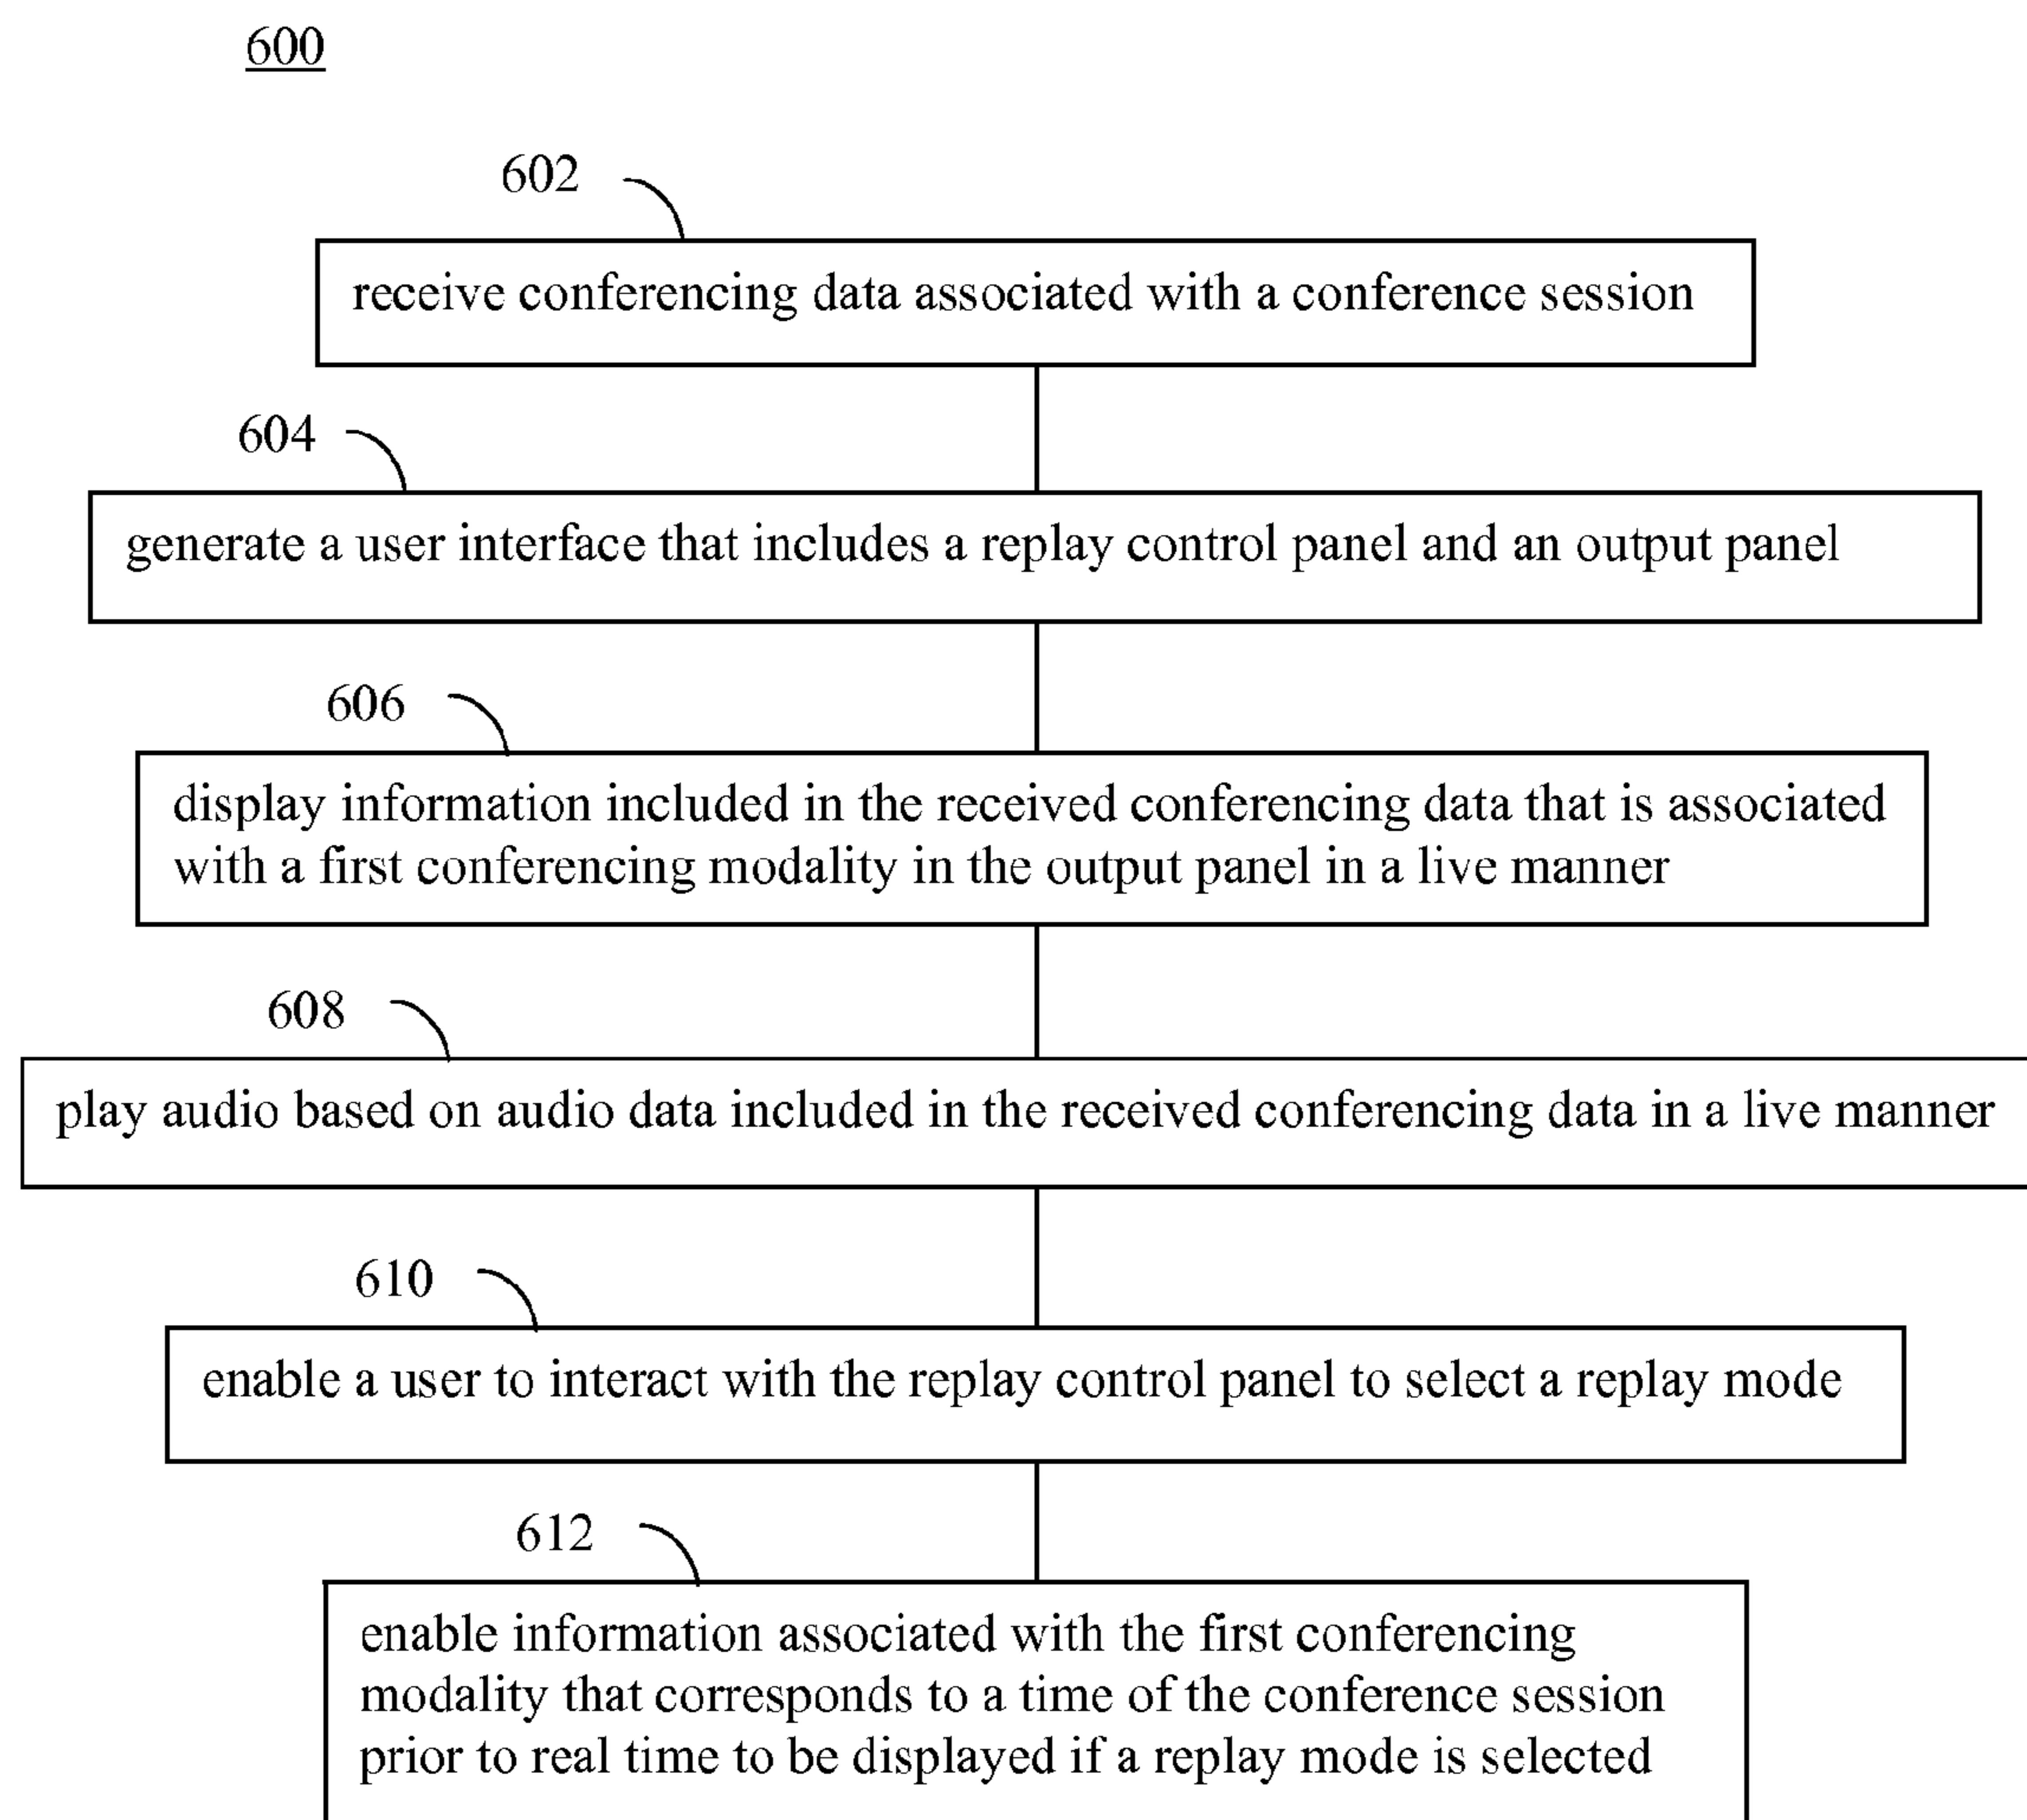 600
602
receive conferencing data associated with a conference session
604
generate a user interface that includes a replay control panel and an output panel
606
display information included in the received conferencing data that is associated
with a first conferencing modality in the output panel in a live manner
608
play audio based on audio data included in the received conferencing data in a live manner
610
enable a user to interact with the replay control panel to select a replay mode
612
enable information associated with the first conferencing
modality that corresponds to a time of the conference session
prior to real time to be displayed if a replay mode is selected